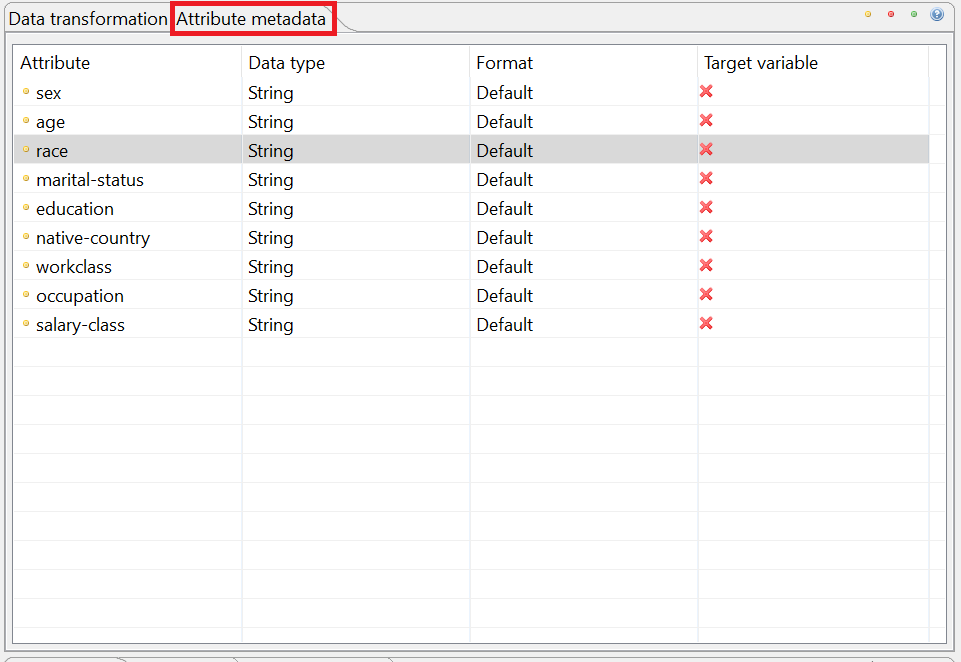 Data transformation Attribute metadata
Attribute Data type Format Target variable
sex String Default
age String Default
race String Default
marital-status String Default
education String Default
native-country String Default
workclass String Default
occupation String Default
salary-class String Default